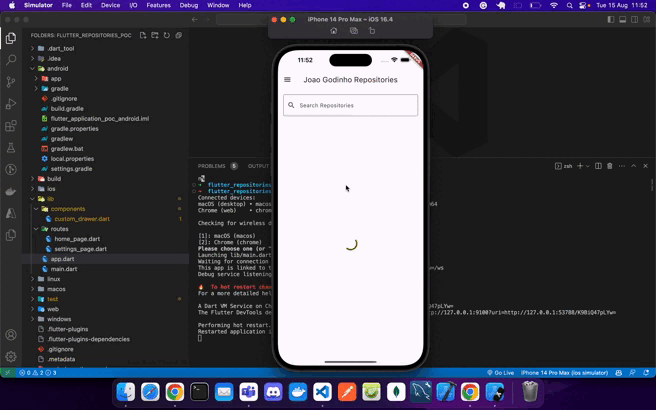 Simulator File Edit Device I/O Features Debug Window Help
Tue 15 Aug 11:52
FOLDERS: FLUTTER_REPOSITORIES_POC
.dart_tool
.idea
android
app
gradle
.gitignore
build.gradle
flutter_application_poc_android.iml
gradle.properties
gradlew
gradlew.bat
local.properties
settings.gradle
build
ios
lib
components
custom_drawer.dart 1
routes
home_page.dart
settings_page.dart
app.dart
main.dart
linux
macos
test
web
windows
.flutter-plugins
.flutter-plugins-dependencies
.gitignore
.metadata
iPhone 14 Pro Max – iOS 16.4
11:52
Joao Godinho Repositories
Search Repositories
PROBLEMS 5 OUTPUT
zsh
flutter_repositories
flutter_repositories
Connected devices:
macOS (desktop) • macos
Chrome (web) • chrom
Checking for wireless d
[1]: macOS (macos)
[2]: Chrome (chrome)
Please choose one (or "
Launching lib/main.dart
Waiting for connection
This app is linked to t
/ws
Debug service listening
To hot restart chan
For a more detailed hel
A Dart VM Service on Ch
The Flutter DevTools de
Performing hot restart.
Restarted application i
0 2 3
Go Live iPhone 14 Pro Max (ios simulator)